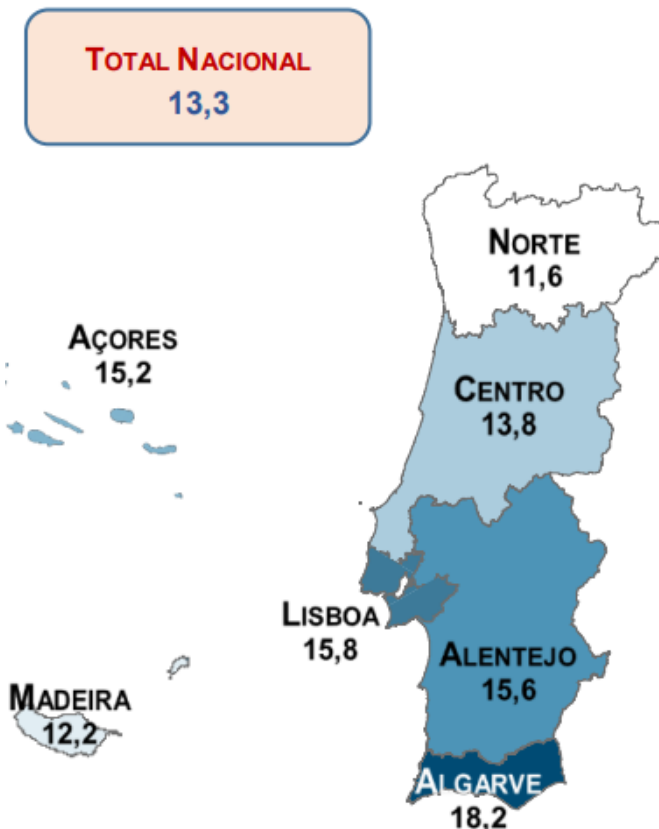 TOTAL NACIONAL
13,3
NORTE
11,6
AÇORES
15,2
CENTRO
13,8
LISBOA
15,8
ALENTEJO
15,6
MADEIRA
12,2
ALGARVE
18,2